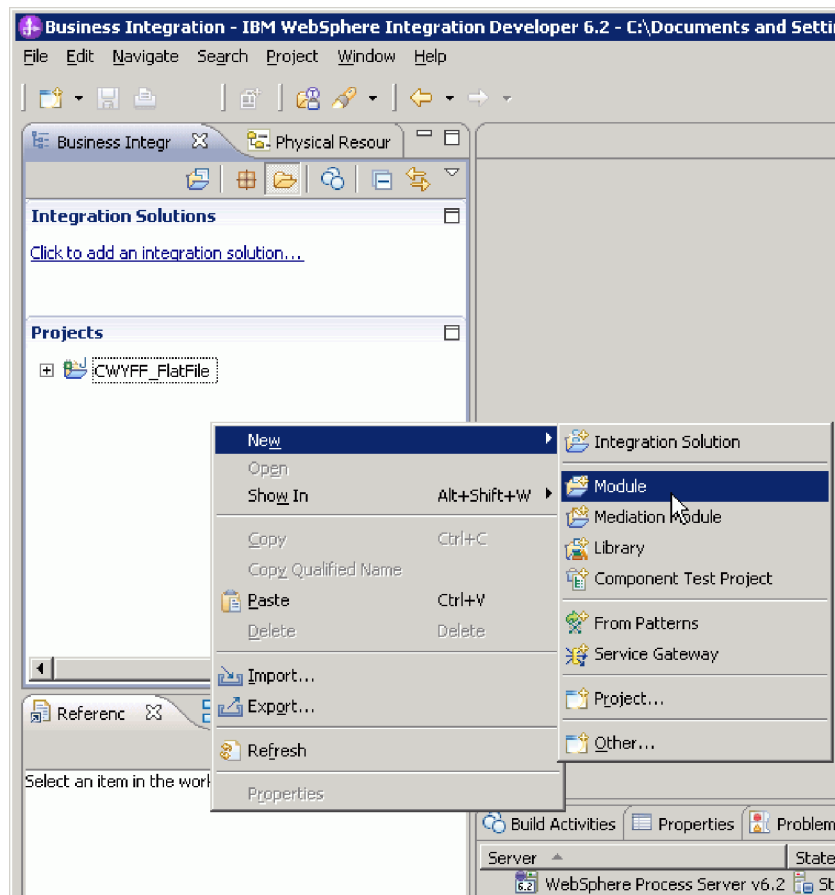 Business Integration - IBM WebSphere Integration Developer 6.2 - C:\Documents and Setti
File Edit Navigate Search Project Window Help
Business Integr Physical Resour
Integration Solutions
Click to add an integration solution...
Projects
CWYFF_FlatFile
New
Open
Show In Alt+Shift+W
Copy Ctrl+C
Copy Qualified Name
Paste Ctrl+V
Delete Delete
Import...
Export...
Refresh
Properties
Integration Solution
Module
Mediation Module
Library
Component Test Project
From Patterns
Service Gateway
Project...
Other...
Referenc
Select an item in the work
Build Activities Properties Problem
Server State
WebSphere Process Server v6.2 St